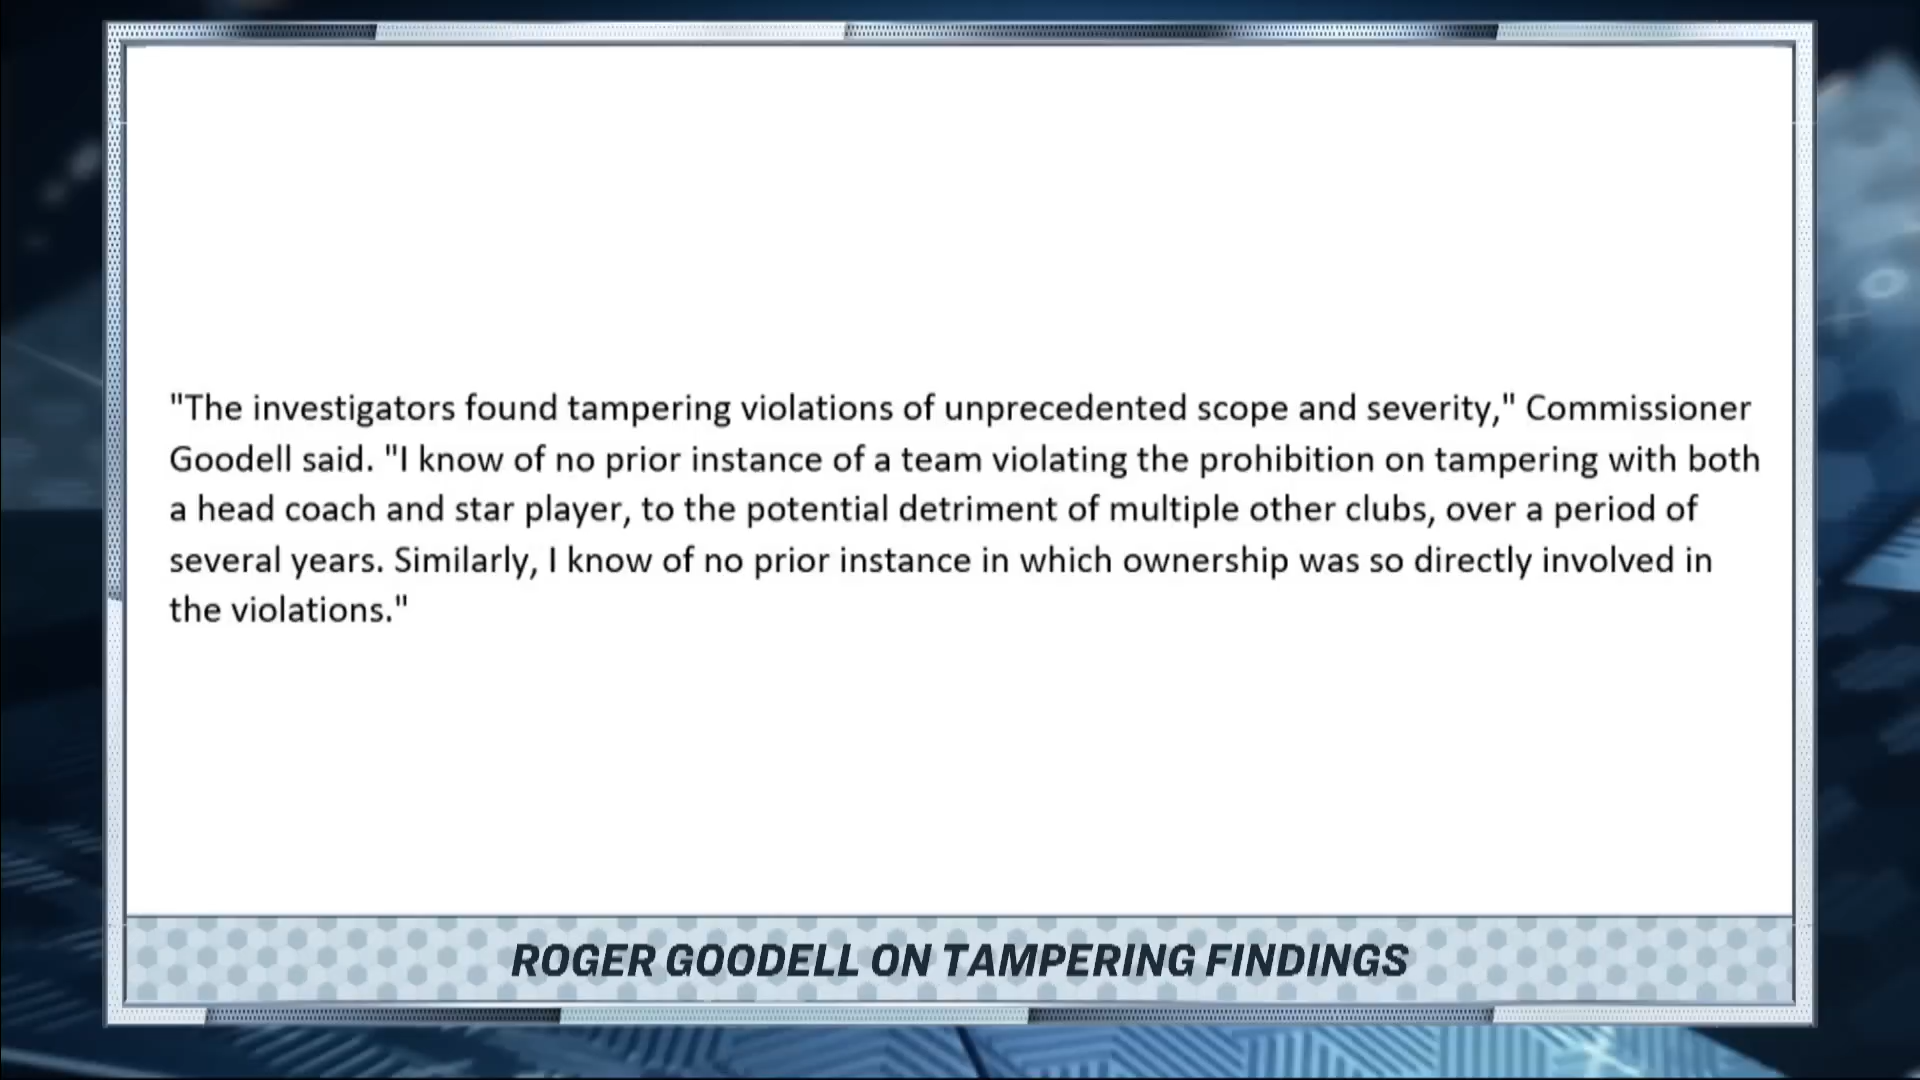 "The investigators found tampering violations of unprecedented scope and severity," Commissioner
Goodell said. "I know of no prior instance of a team violating the prohibition on tampering with both
a head coach and star player, to the potential detriment of multiple other clubs, over a period of
several years. Similarly, I know of no prior instance in which ownership was so directly involved in
the violations."
ROGER GOODELL ON TAMPERING FINDINGS